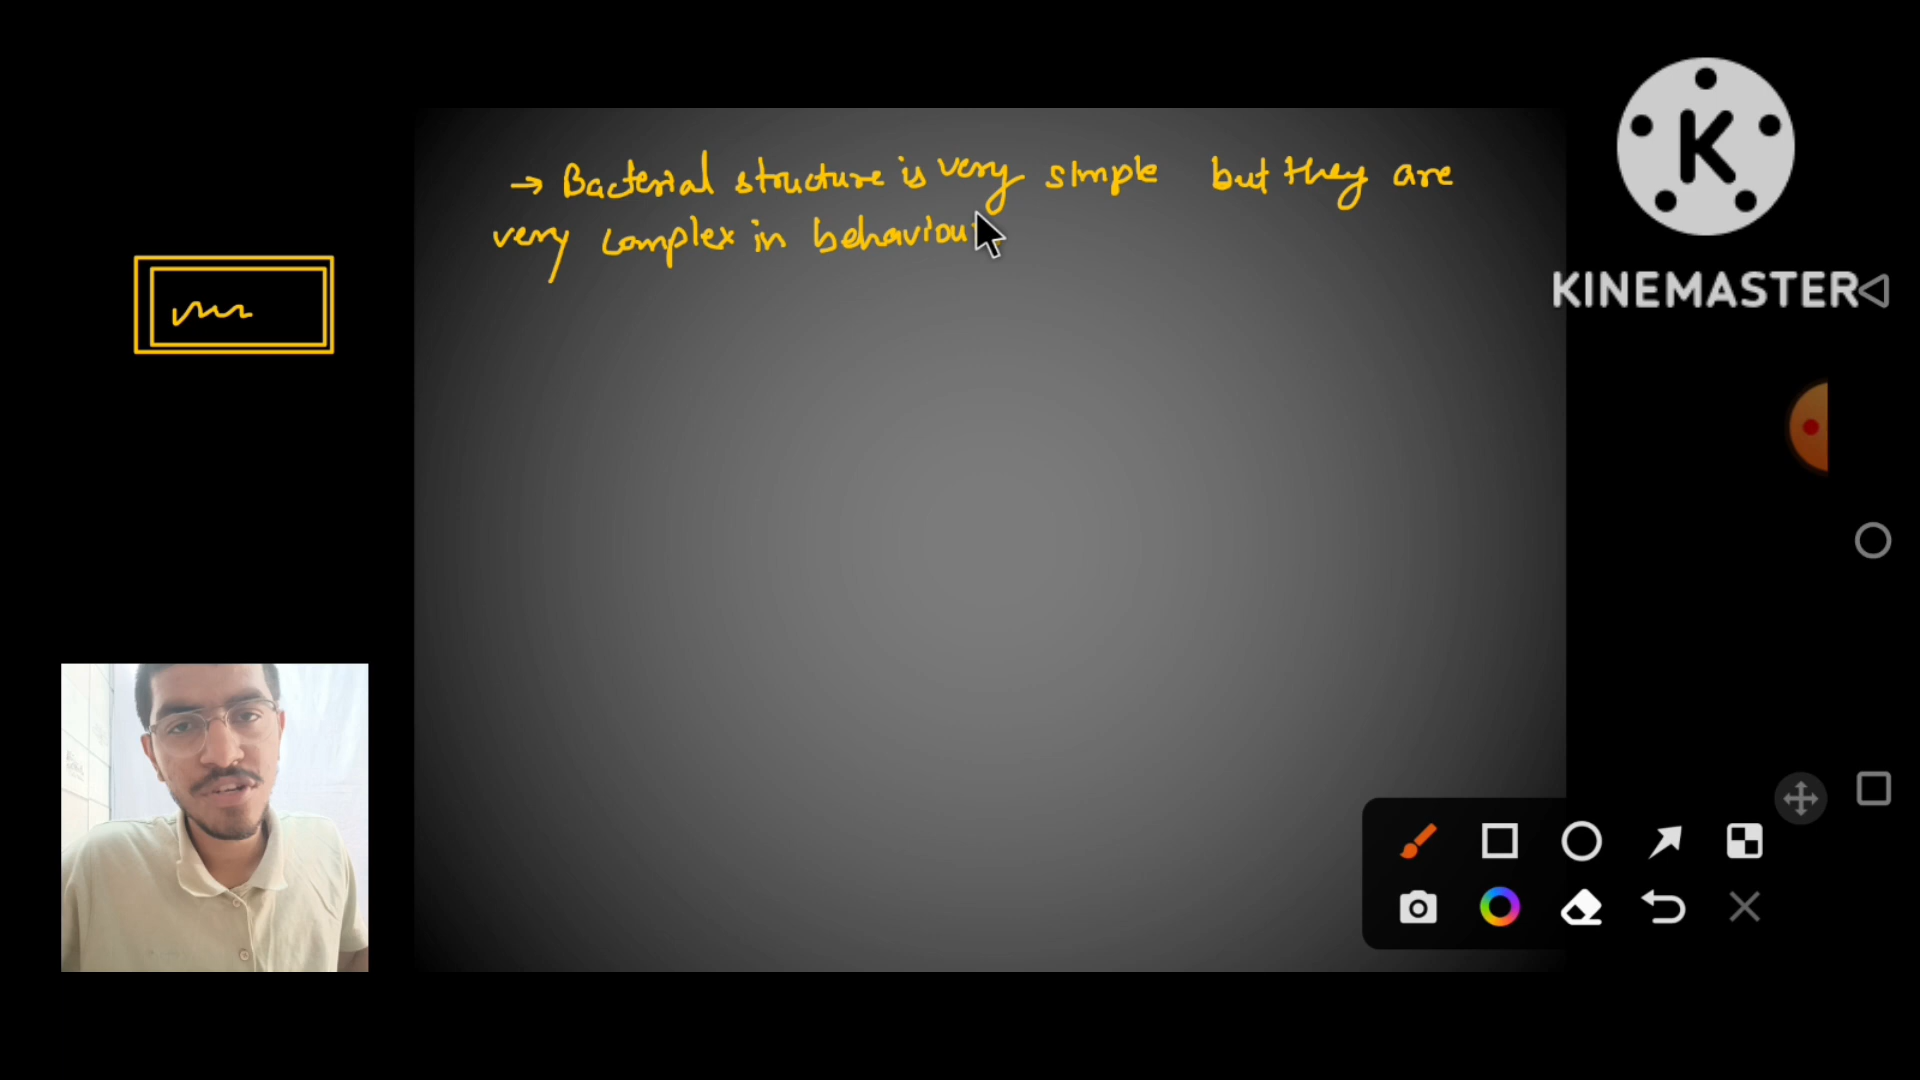 → Bacterial structure is very simple but they are
very complex in behaviour
K
KINEMASTER